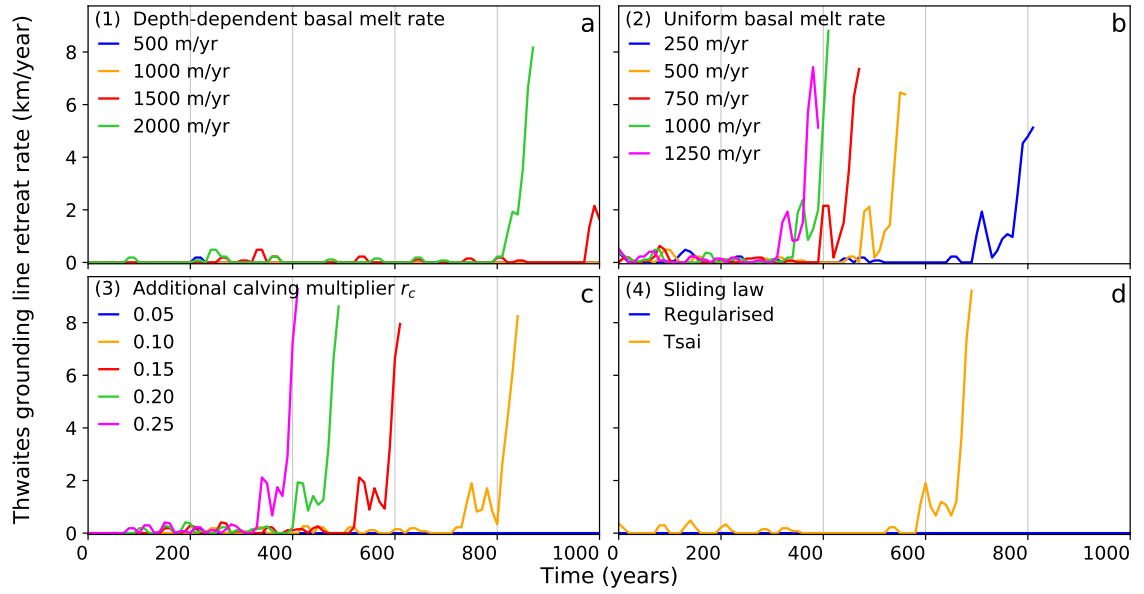 Thwaites grounding line retreat rate (km/year)
(1) Depth-dependent basal melt rate
a
500 m/yr
1000 m/yr
1500 m/yr
2000 m/yr
8
6
4
2
0
(2) Uniform basal melt rate
b
250 m/yr
500 m/yr
750 m/yr
1000 m/yr
1250 m/yr
(3) Additional calving multiplier r_c
c
0.05
0.10
0.15
0.20
0.25
8
6
4
2
0
0 200 400 600 800 1000
(4) Sliding law
d
Regularised
Tsai
0 200 400 600 800 1000
Time (years)